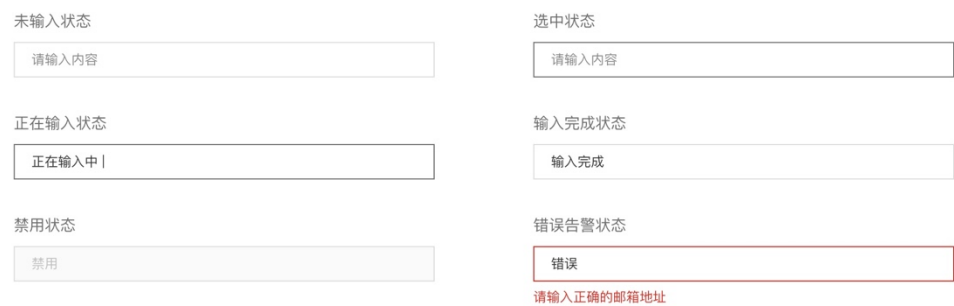 未输入状态
选中状态
请输入内容
请输入内容
正在输入状态
输入完成状态
正在输入中 |
输入完成
禁用状态
错误告警状态
禁用
错误
请输入正确的邮箱地址